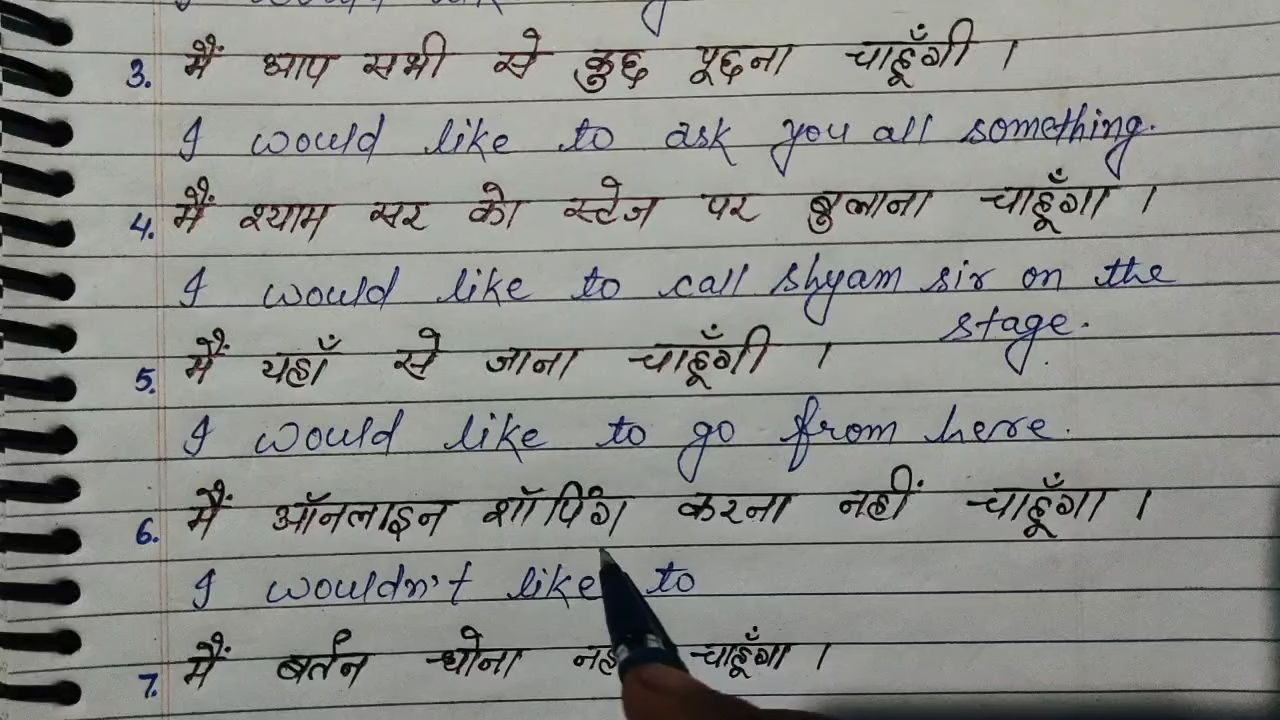 3. मैं आप सभी से कुछ पूछना चाहूँगी ।
I would like to ask you all something.
4. मैं श्याम सर को स्टेज पर बुलाना चाहूँगा ।
I would like to call shyam sir on the
stage.
5. मैं यहाँ से जाना चाहूँगी ।
I would like to go from here.
6. मैं ऑनलाइन शॉपिंग करना नहीं चाहूँगा ।
I wouldn't like to
7. मैं बर्तन धोना चाहूँगा ।